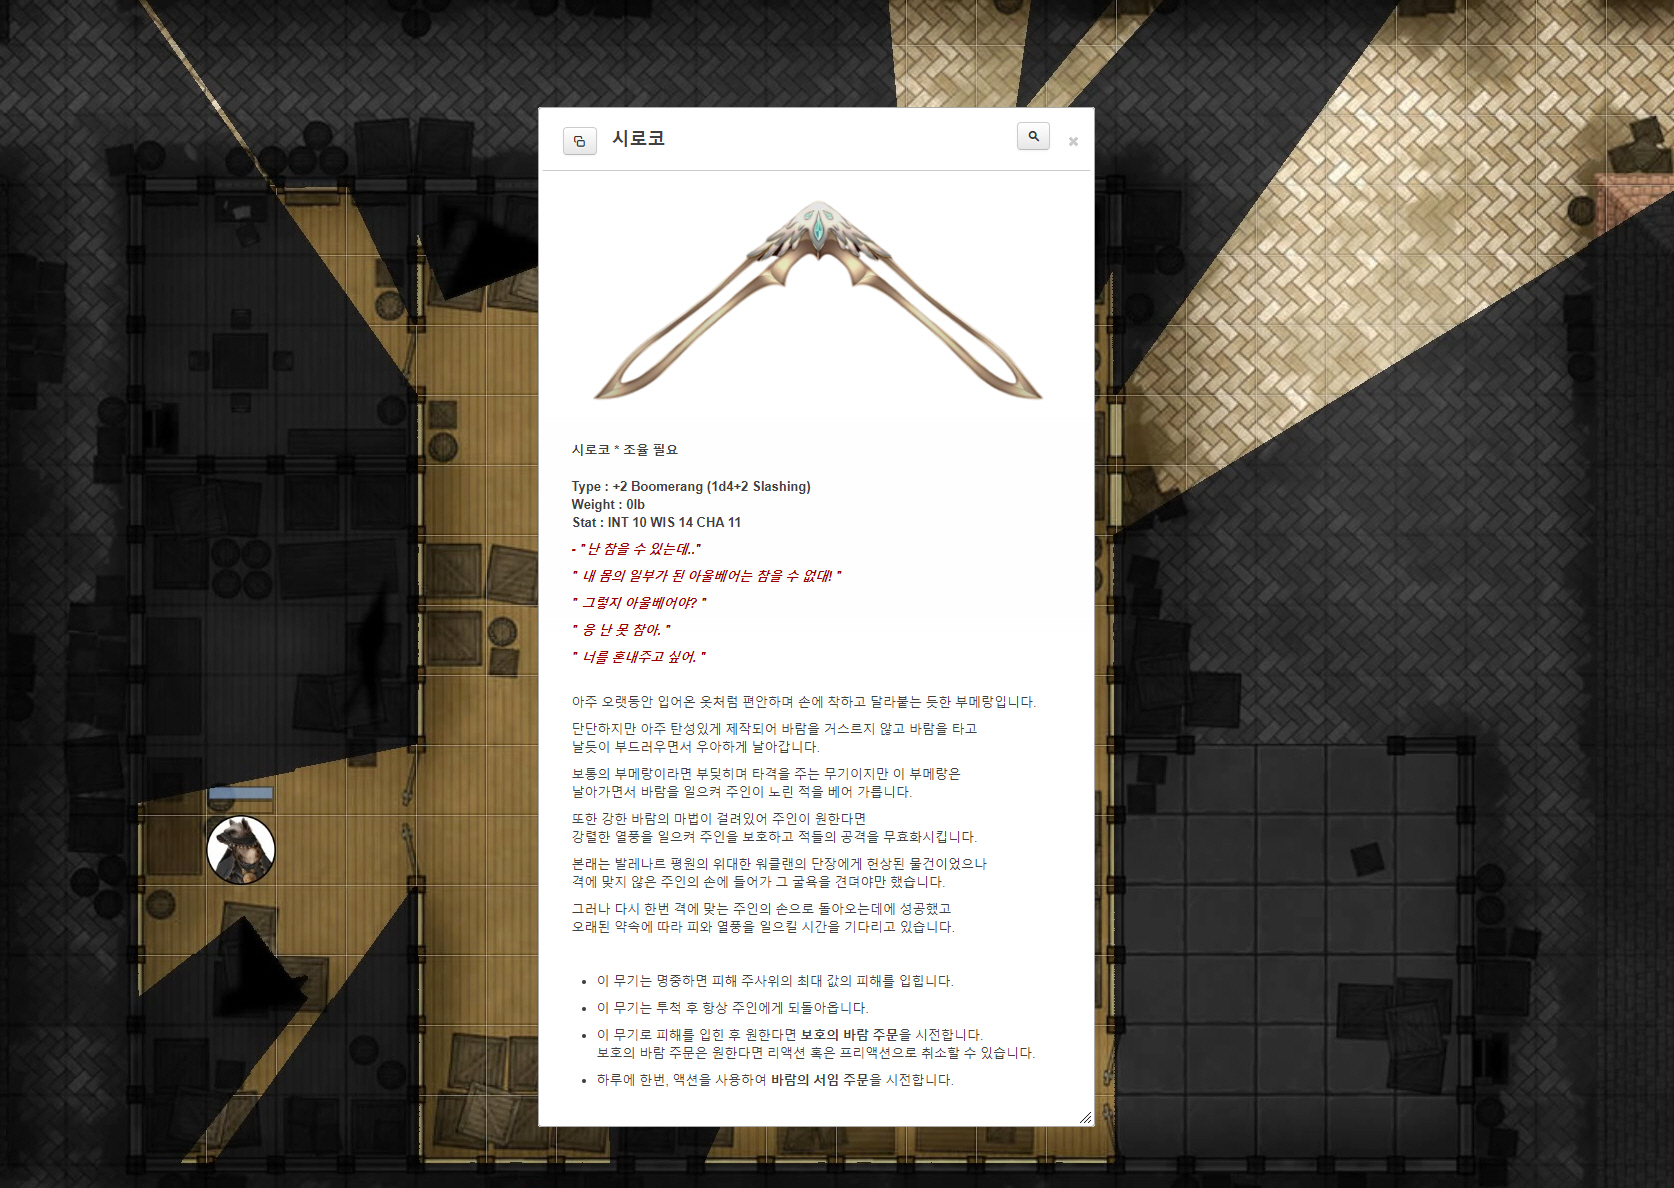 시로코
시로코 * 조율 필요
Type : +2 Boomerang (1d4+2 Slashing)
Weight : 0lb
Stat : INT 10 WIS 14 CHA 11
- " 난 참을 수 있는데.."
" 내 몸의 일부가 된 아울베어는 참을 수 없대! "
" 그렇지 아울베어야? "
" 응 난 못 참아. "
" 너를 혼내주고 싶어. "
아주 오랫동안 입어온 옷처럼 편안하며 손에 착하고 달라붙는 듯한 부메랑입니다.
단단하지만 아주 탄성있게 제작되어 바람을 거스르지 않고 바람을 타고
날듯이 부드러우면서 우아하게 날아갑니다.
보통의 부메랑이라면 부딪히며 타격을 주는 무기이지만 이 부메랑은
날아가면서 바람을 일으켜 주인이 노린 적을 베어 가릅니다.
또한 강한 바람의 마법이 걸려있어 주인이 원한다면
강렬한 열풍을 일으켜 주인을 보호하고 적들의 공격을 무효화시킵니다.
본래는 발레나르 평원의 위대한 워클랜의 단장에게 헌상된 물건이었으나
격에 맞지 않은 주인의 손에 들어가 그 굴욕을 견뎌야만 했습니다.
그러나 다시 한번 격에 맞는 주인의 손으로 돌아오는데에 성공했고
오래된 약속에 따라 피와 열풍을 일으킬 시간을 기다리고 있습니다.
• 이 무기는 명중하면 피해 주사위의 최대 값의 피해를 입힙니다.
• 이 무기는 투척 후 항상 주인에게 되돌아옵니다.
• 이 무기로 피해를 입힌 후 원한다면 보호의 바람 주문을 시전합니다.
보호의 바람 주문은 원한다면 리액션 혹은 프리액션으로 취소할 수 있습니다.
• 하루에 한번, 액션을 사용하여 바람의 서임 주문을 시전합니다.